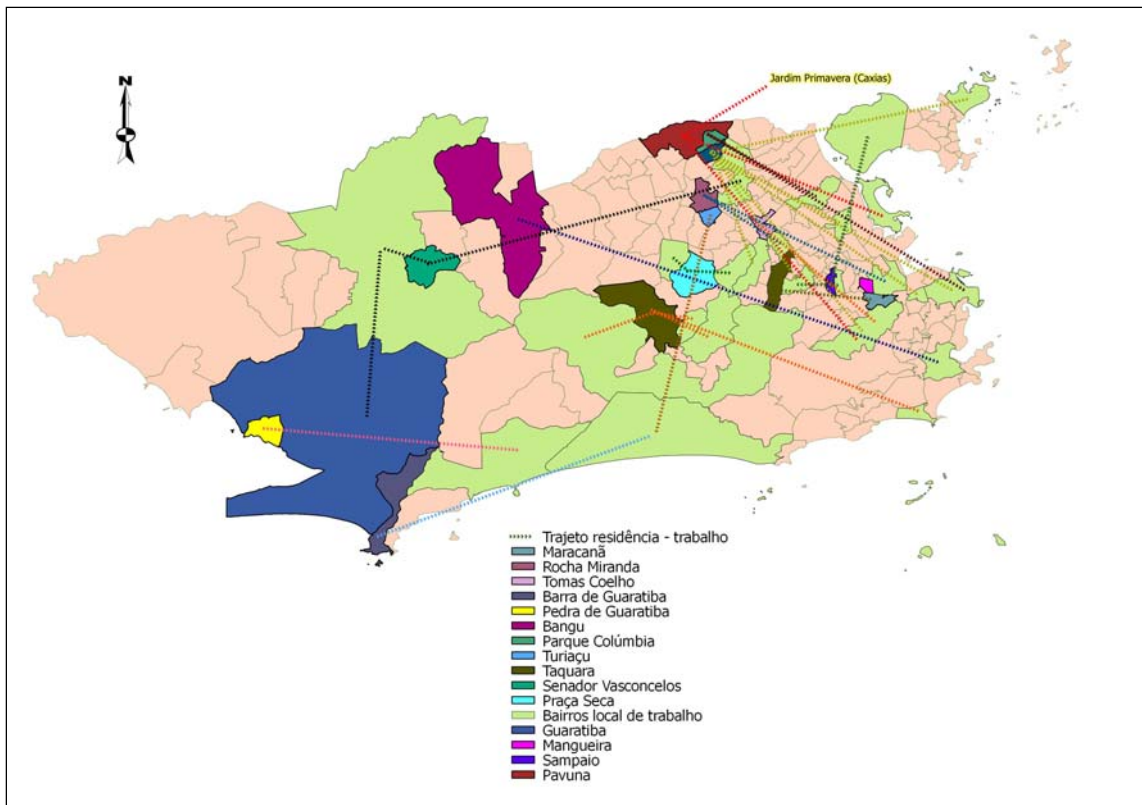 Jardim Primavera (Caxias)
N
Trajeto residência - trabalho
Maracanã
Rocha Miranda
Tomas Coelho
Barra de Guaratiba
Pedra de Guaratiba
Bangu
Parque Colúmbia
Turiaçu
Taquara
Senador Vasconcelos
Praça Seca
Bairros local de trabalho
Guaratiba
Mangueira
Sampaio
Pavuna